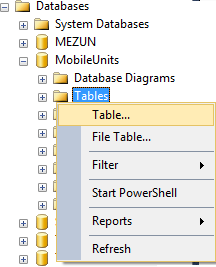 Databases
System Databases
MEZUN
MobileUnits
Database Diagrams
Tables
Table...
File Table...
Filter
Start PowerShell
Reports
Refresh